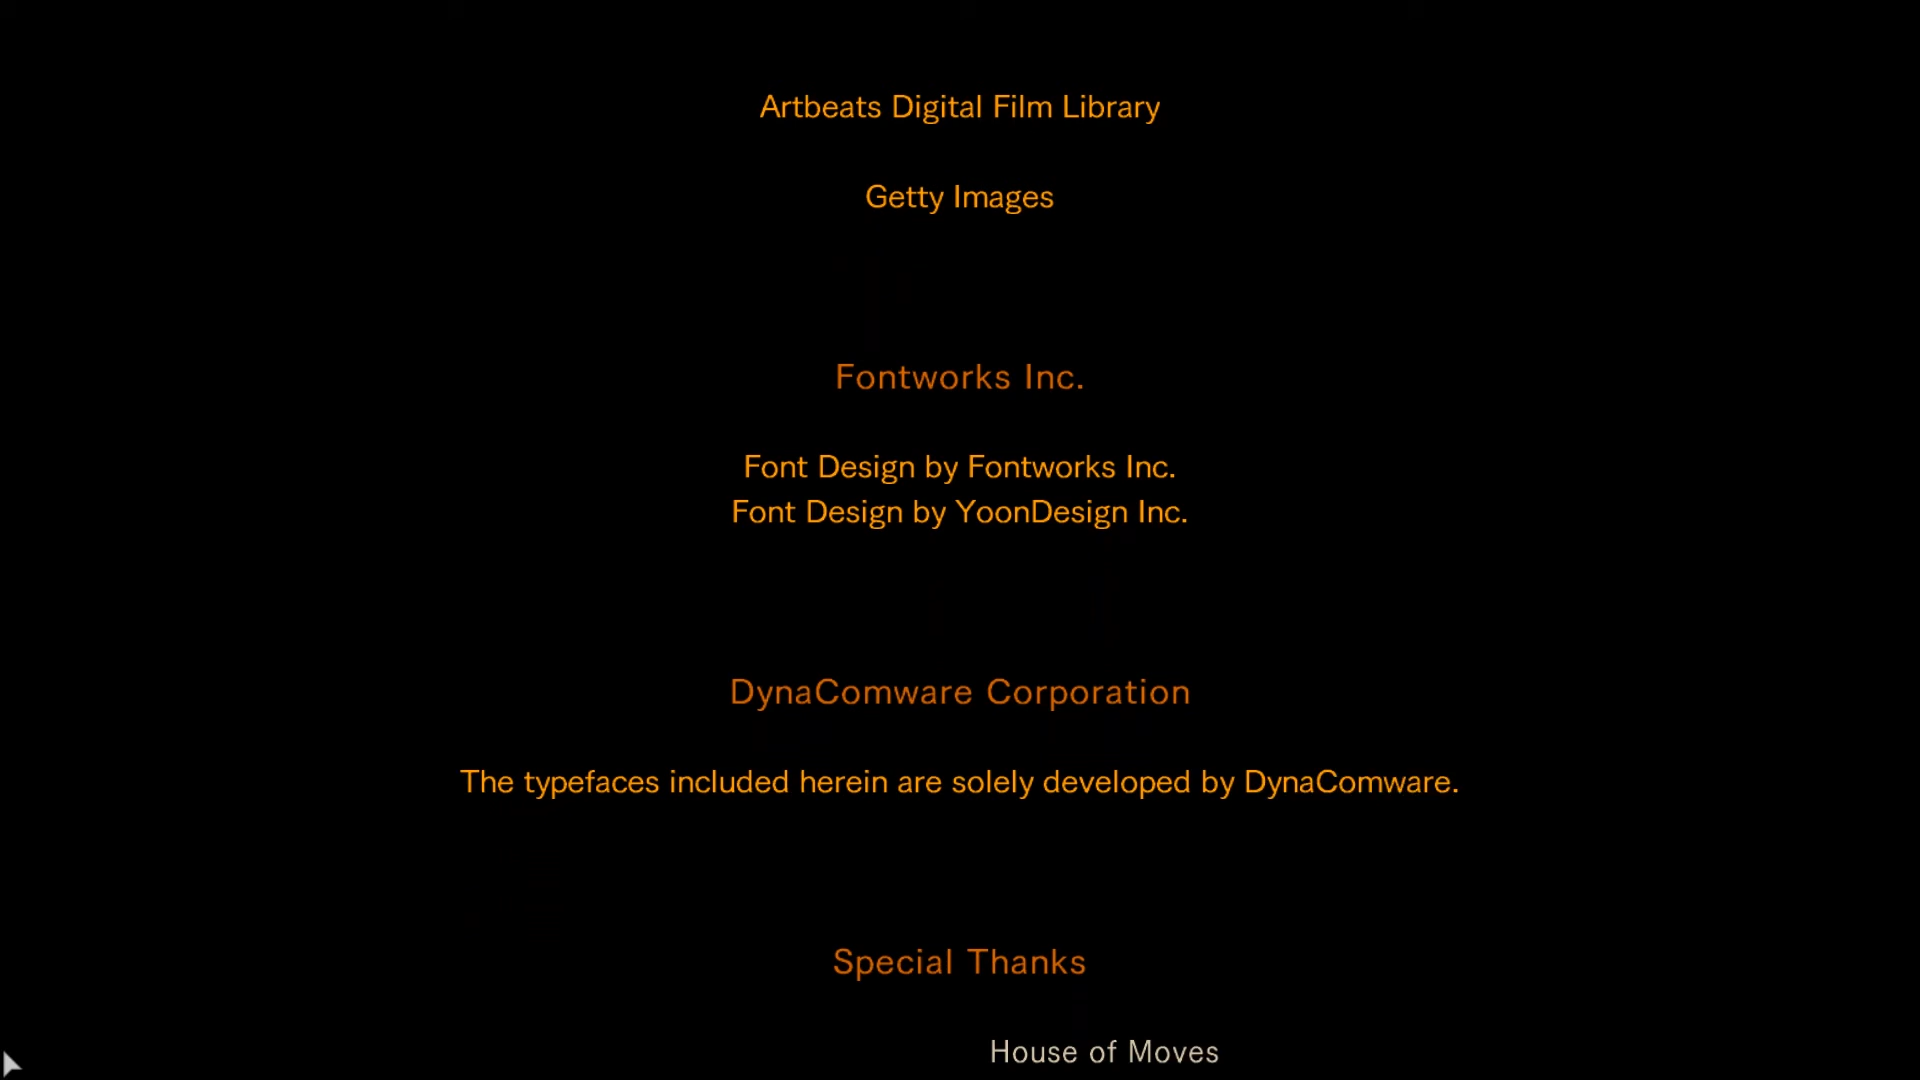 Artbeats Digital Film Library
Getty Images
Fontworks Inc.
Font Design by Fontworks Inc.
Font Design by YoonDesign Inc.
DynaComware Corporation
The typefaces included herein are solely developed by DynaComware.
Special Thanks
House of Moves